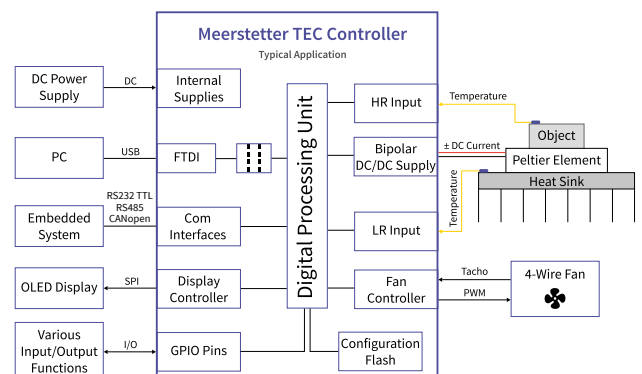 Meerstetter TEC Controller
Typical Application
DC Power
Supply
DC
Internal
Supplies
PC
USB
FTDI
Embedded
System
RS232 TTL
RS485
CANopen
Com
Interfaces
OLED Display
SPI
Display
Controller
Various
Input/Output
Functions
I/O
GPIO Pins
Digital Processing Unit
HR Input
Bipolar
DC/DC Supply
LR Input
Fan
Controller
Configuration
Flash
Temperature
± DC Current
Temperature
Object
Peltier Element
Heat Sink
Tacho
PWM
4-Wire Fan